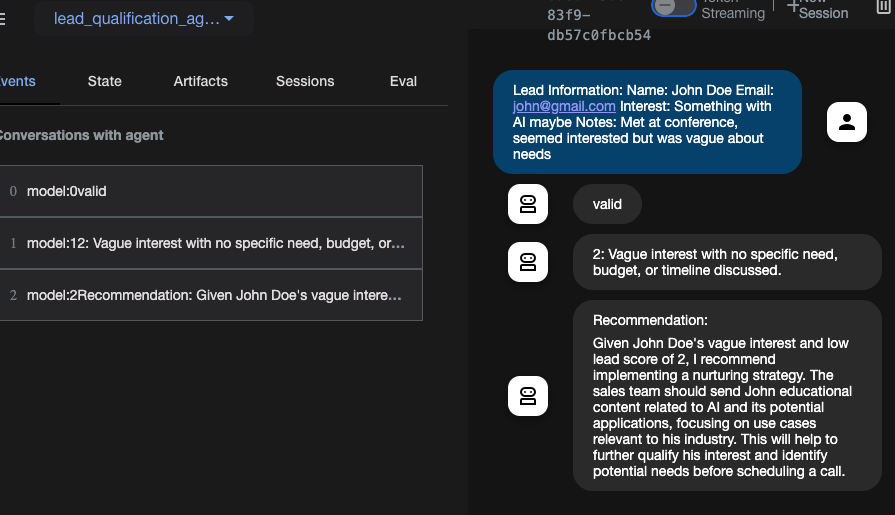 lead_qualification_ag...
83f9-
db57c0fbcb54
Streaming
Session
vents
State
Artifacts
Sessions
Eval
Conversations with agent
0 model:0valid
1 model:12: Vague interest with no specific need, budget, or...
2 model:2Recommendation: Given John Doe's vague intere...
Lead Information: Name: John Doe Email:
john@gmail.com Interest: Something with
AI maybe Notes: Met at conference,
seemed interested but was vague about
needs
valid
2: Vague interest with no specific need,
budget, or timeline discussed.
Recommendation:
Given John Doe's vague interest and low
lead score of 2, I recommend
implementing a nurturing strategy. The
sales team should send John educational
content related to AI and its potential
applications, focusing on use cases
relevant to his industry. This will help to
further qualify his interest and identify
potential needs before scheduling a call.